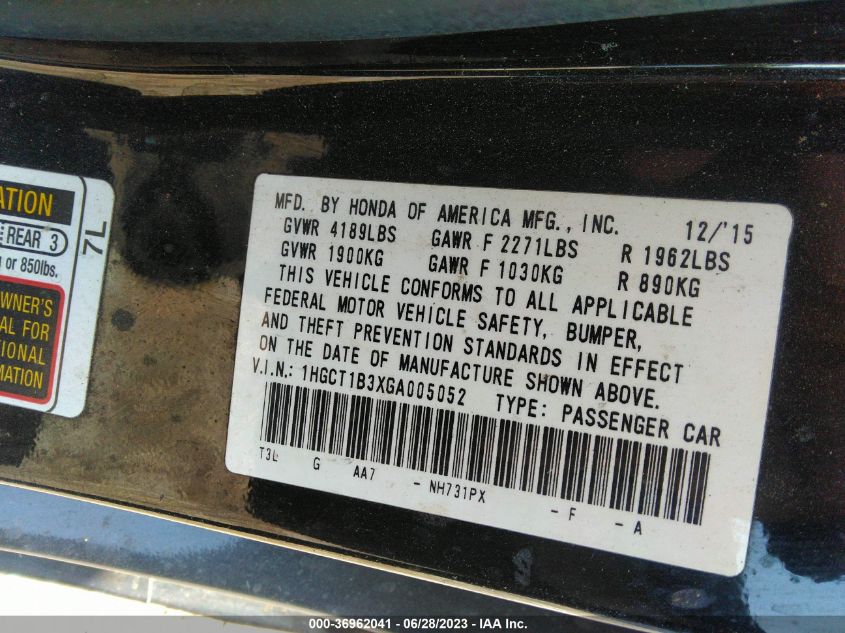 ATION
REAR 3
or 850lbs.
OWNER'S
AL FOR
TIONAL
MATION
7L
MFD. BY HONDA OF AMERICA MFG., INC. 12/'15
GVWR 4189LBS GAWR F 2271LBS R 1962LBS
GVWR 1900KG GAWR F 1030KG R 890KG
THIS VEHICLE CONFORMS TO ALL APPLICABLE
FEDERAL MOTOR VEHICLE SAFETY, BUMPER,
AND THEFT PREVENTION STANDARDS IN EFFECT
ON THE DATE OF MANUFACTURE SHOWN ABOVE.
V.I.N.: 1HGCT1B3XGA005052 TYPE: PASSENGER CAR
T3L G AA7 - NH731PX - F - A
000-36962041 / 06/28/2023 / IAA Inc.